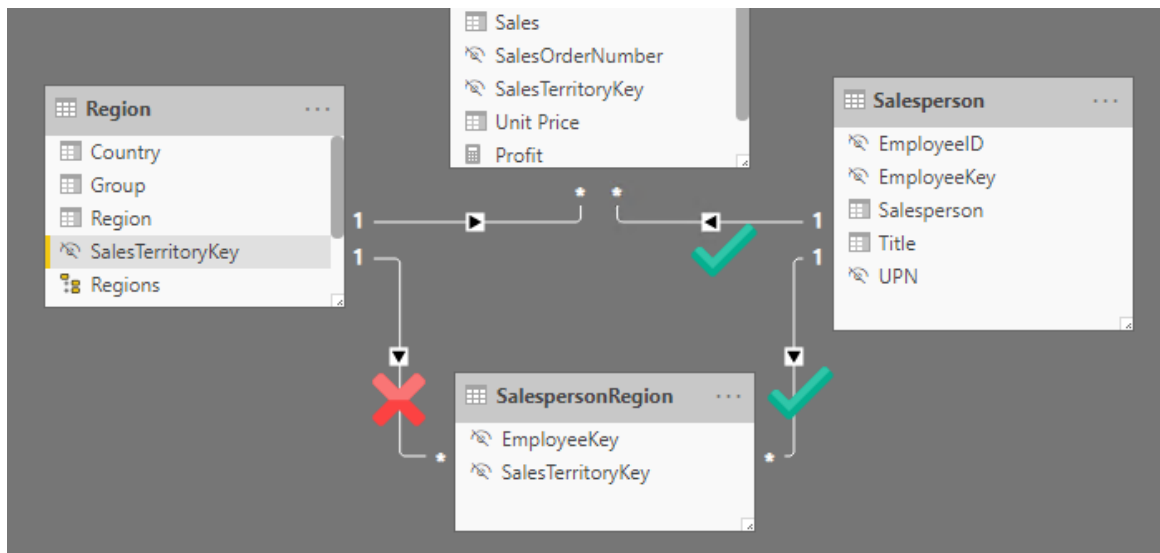 Sales
SalesOrderNumber
SalesTerritoryKey
Unit Price
Profit
Region
Country
Group
Region
SalesTerritoryKey
Regions
Salesperson
EmployeeID
EmployeeKey
Salesperson
Title
UPN
1
*
*
1
1
1
SalespersonRegion
EmployeeKey
SalesTerritoryKey
*
*